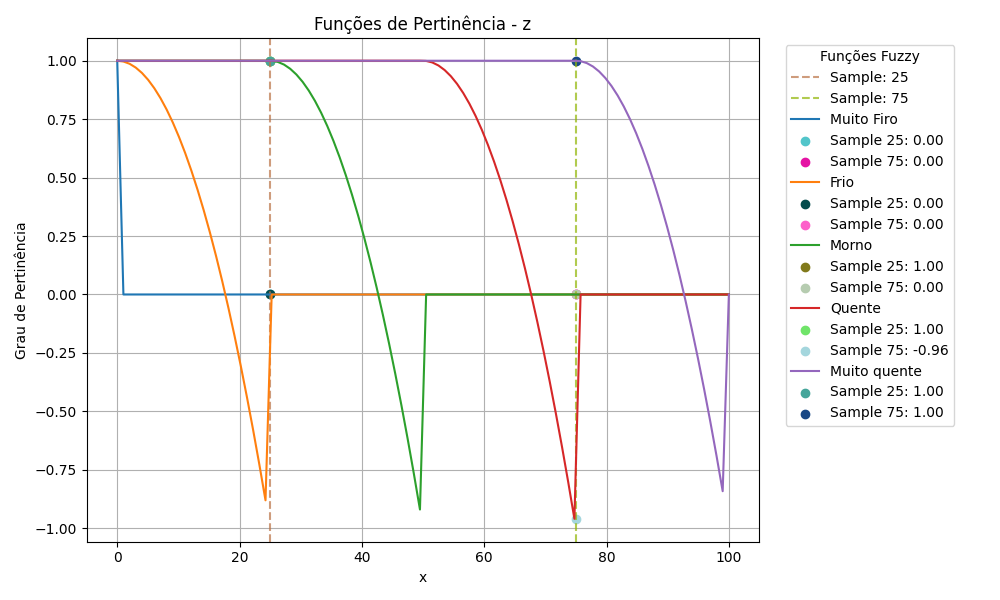 Funções de Pertinência - z
Grau de Pertinência
1.00
0.75
0.50
0.25
0.00
−0.25
−0.50
−0.75
−1.00
0
20
40
60
80
100
x
Funções Fuzzy
Sample: 25
Sample: 75
Muito Firo
Sample 25: 0.00
Sample 75: 0.00
Frio
Sample 25: 0.00
Sample 75: 0.00
Morno
Sample 25: 1.00
Sample 75: 0.00
Quente
Sample 25: 1.00
Sample 75: -0.96
Muito quente
Sample 25: 1.00
Sample 75: 1.00